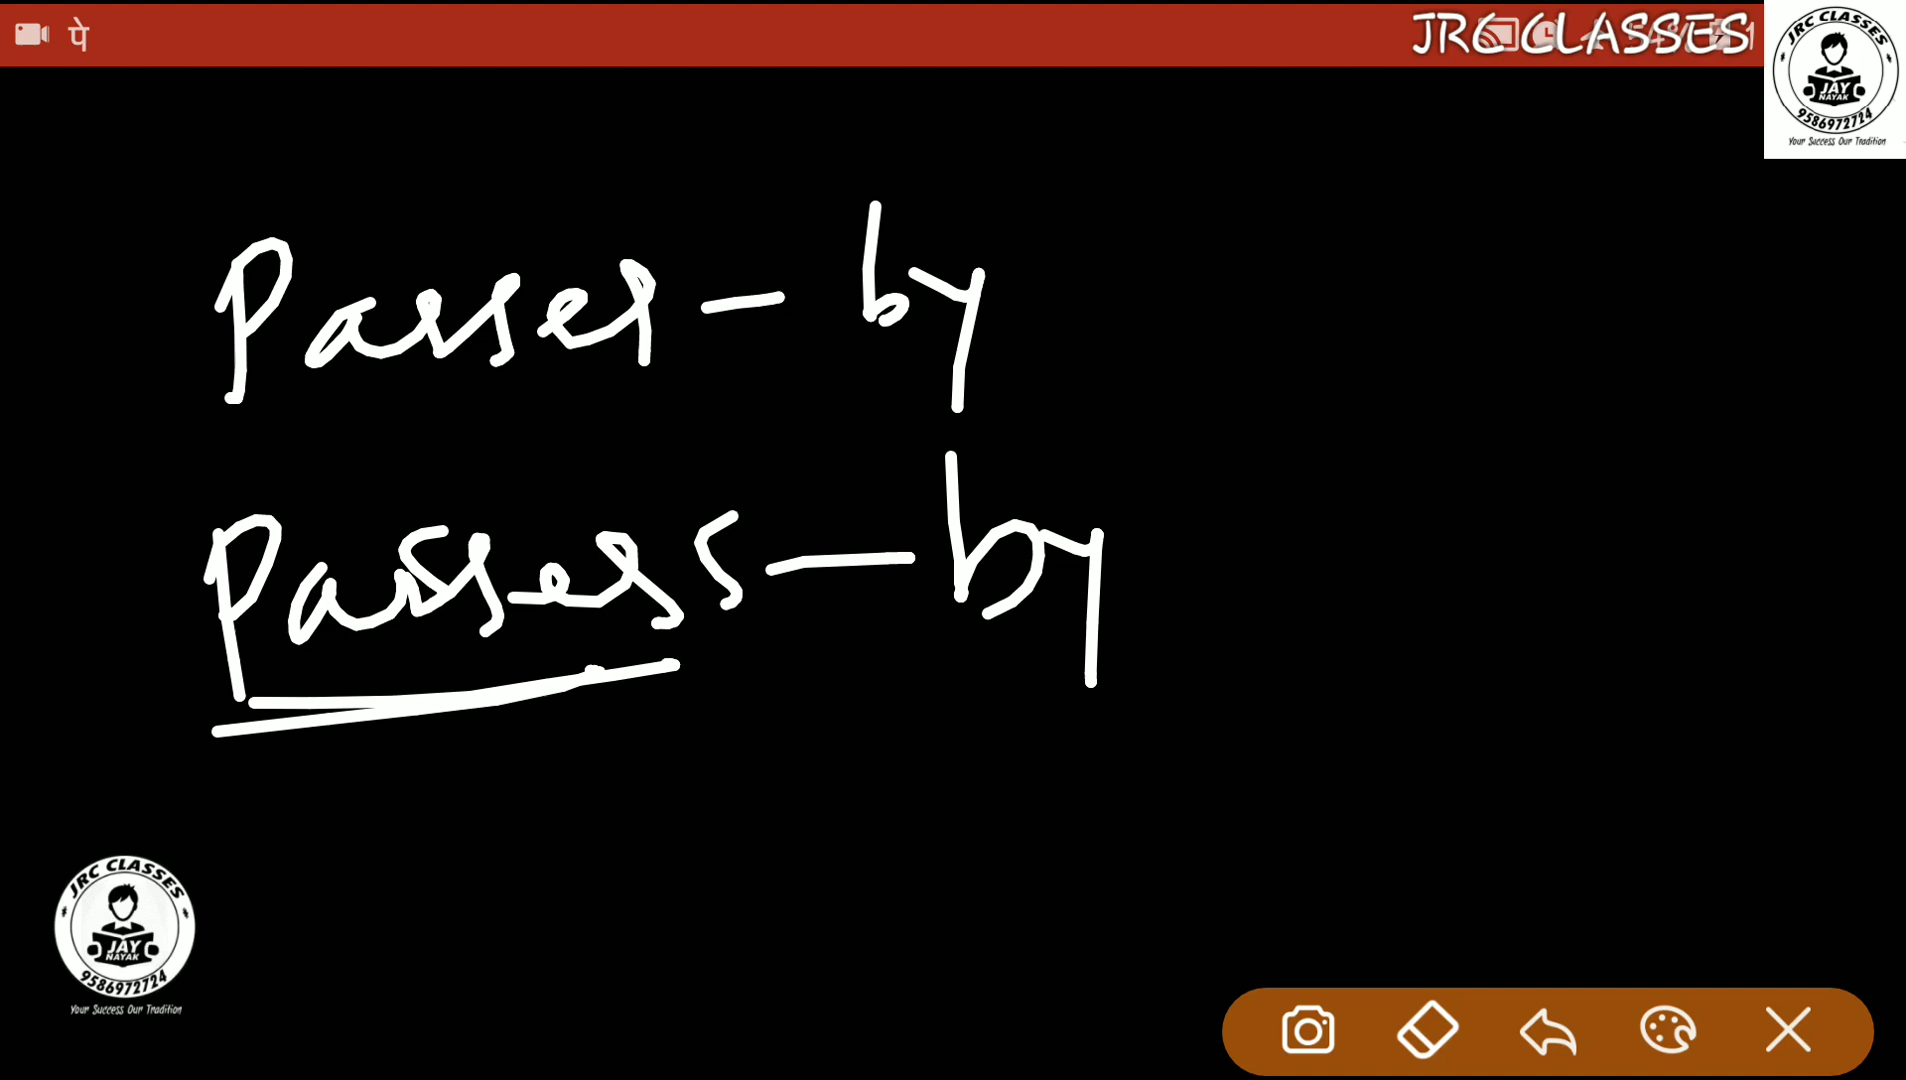 पे
JRC CLASSES
JRC CLASSES
JAY
NAYAK
9586972724
Your Success Our Tradition
Passer - by
Passers - by
JRC CLASSES
JAY
NAYAK
9586972724
Your Success Our Tradition